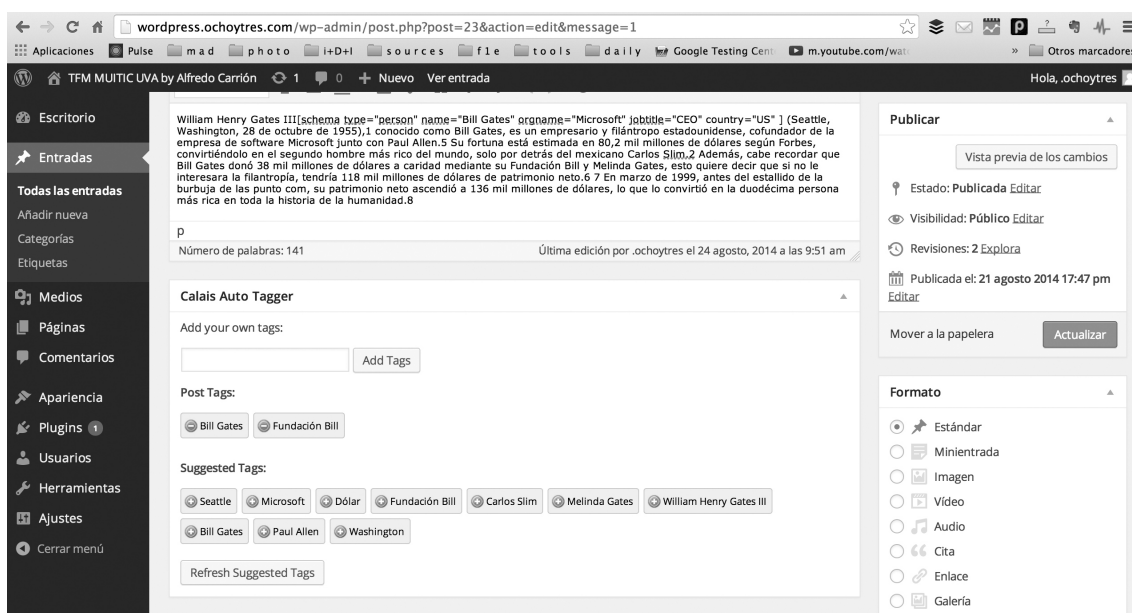 wordpress.ochoytres.com/wp-admin/post.php?post=23&action=edit&message=1
Aplicaciones Pulse mad photo i+D+I sources f1e tools daily Google Testing Cent m.youtube.com/wat » Otros marcadores
TFM MUITIC UVA by Alfredo Carrión 1 0 + Nuevo Ver entrada Hola, .ochoytres
Escritorio
Entradas
Todas las entradas
Añadir nueva
Categorías
Etiquetas
Medios
Páginas
Comentarios
Apariencia
Plugins 1
Usuarios
Herramientas
Ajustes
Cerrar menú
William Henry Gates III[schema type="person" name="Bill Gates" orgname="Microsoft" jobtitle="CEO" country="US" ] (Seattle,
Washington, 28 de octubre de 1955),1 conocido como Bill Gates, es un empresario y filántropo estadounidense, cofundador de la
empresa de software Microsoft junto con Paul Allen.5 Su fortuna está estimada en 80,2 mil millones de dólares según Forbes,
convirtiéndolo en el segundo hombre más rico del mundo, solo por detrás del mexicano Carlos Slim.2 Además, cabe recordar que
Bill Gates donó 38 mil millones de dólares a caridad mediante su Fundación Bill y Melinda Gates, esto quiere decir que si no le
interesara la filantropía, tendría 118 mil millones de dólares de patrimonio neto.6 7 En marzo de 1999, antes del estallido de la
burbuja de las punto com, su patrimonio neto ascendió a 136 mil millones de dólares, lo que lo convirtió en la duodécima persona
más rica en toda la historia de la humanidad.8
p
Número de palabras: 141 Última edición por .ochoytres el 24 agosto, 2014 a las 9:51 am
Calais Auto Tagger
Add your own tags:
Add Tags
Post Tags:
Bill Gates Fundación Bill
Suggested Tags:
Seattle Microsoft Dólar Fundación Bill Carlos Slim Melinda Gates William Henry Gates III
Bill Gates Paul Allen Washington
Refresh Suggested Tags
Publicar
Vista previa de los cambios
Estado: Publicada Editar
Visibilidad: Público Editar
Revisiones: 2 Explora
Publicada el: 21 agosto 2014 17:47 pm
Editar
Mover a la papelera Actualizar
Formato
Estándar
Minientrada
Imagen
Vídeo
Audio
Cita
Enlace
Galería